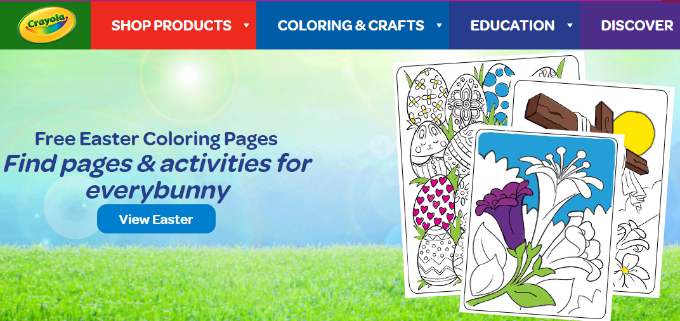 Crayola
SHOP PRODUCTS
COLORING & CRAFTS
EDUCATION
DISCOVER
Free Easter Coloring Pages
Find pages & activities for
everybunny
View Easter